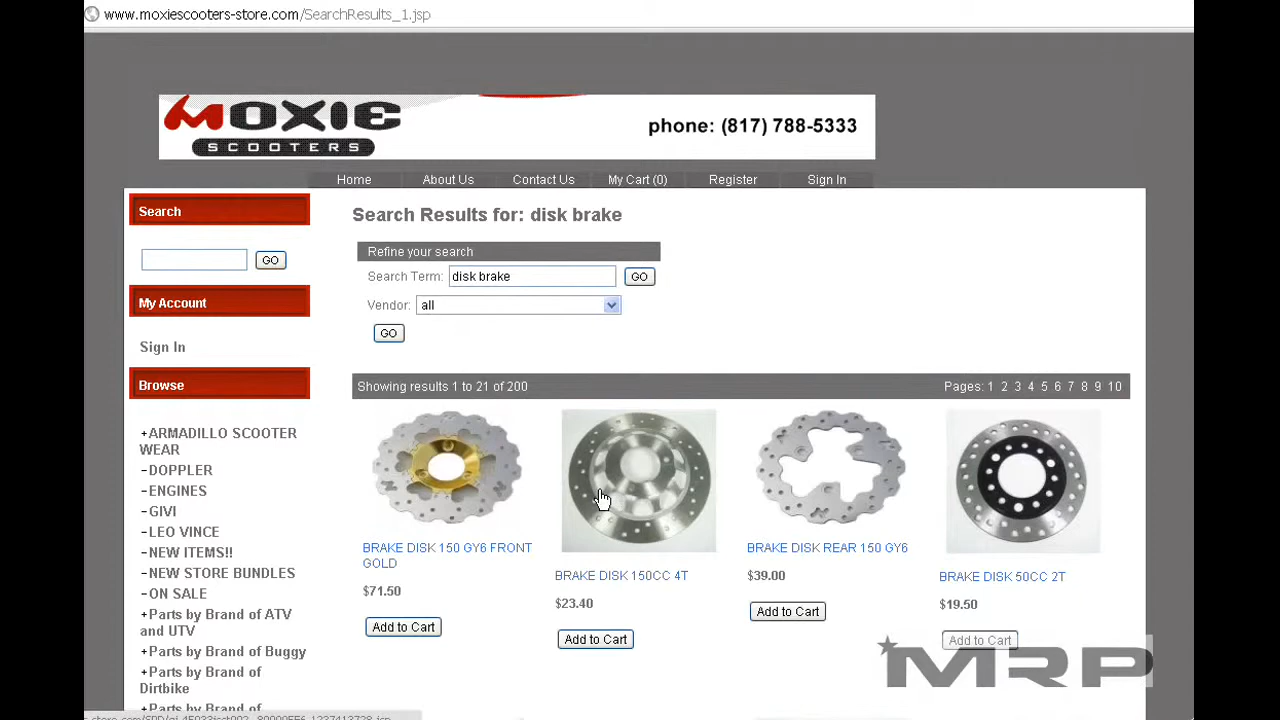 www.moxiescooters-store.com/SearchResults_1.jsp
MOXIE
SCOOTERS
phone: (817) 788-5333
Home About Us Contact Us My Cart (0) Register Sign In
Search
GO
My Account
Sign In
Browse
+ARMADILLO SCOOTER
WEAR
-DOPPLER
-ENGINES
-GIVI
-LEO VINCE
-NEW ITEMS!!
-NEW STORE BUNDLES
-ON SALE
+Parts by Brand of ATV
and UTV
+Parts by Brand of Buggy
+Parts by Brand of
Dirtbike
+Parts by Brand of
Search Results for: disk brake
Refine your search
Search Term: disk brake GO
Vendor: all
GO
Showing results 1 to 21 of 200 Pages: 1 2 3 4 5 6 7 8 9 10
BRAKE DISK 150 GY6 FRONT
GOLD
$71.50
Add to Cart
BRAKE DISK 150CC 4T
$23.40
Add to Cart
BRAKE DISK REAR 150 GY6
$39.00
Add to Cart
BRAKE DISK 50CC 2T
$19.50
Add to Cart
MRP